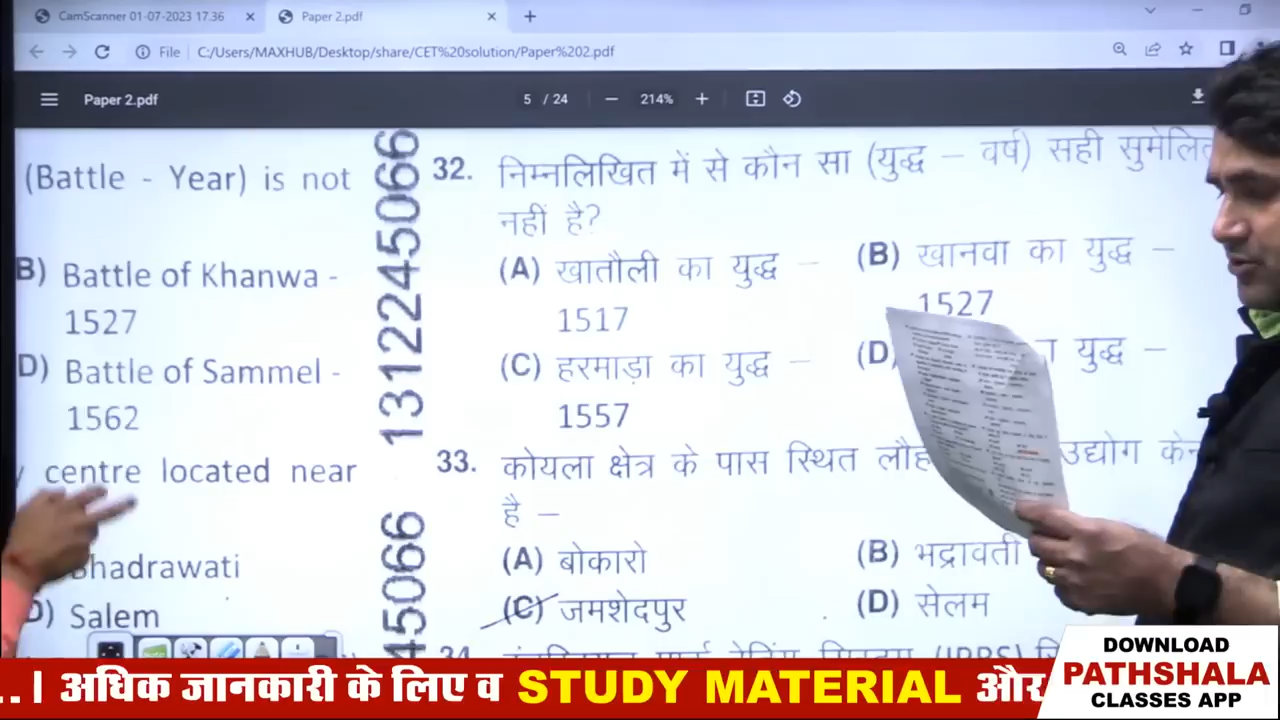 CamScanner 01-07-2023 17.36
Paper 2.pdf
File C:/Users/MAXHUB/Desktop/share/CET%20solution/Paper%202.pdf
Paper 2.pdf
5 / 24
214%
(Battle - Year) is not
B) Battle of Khanwa -
1527
D) Battle of Sammel -
1562
centre located near
Bhadrawati
D) Salem
1312245066
45066
32. निम्नलिखित में से कौन सा (युद्ध – वर्ष) सही सुमेलित
नहीं है?
(A) खातौली का युद्ध –
1517
(B) खानवा का युद्ध –
1527
(C) हरमाड़ा का युद्ध –
1557
(D) युद्ध –
33. कोयला क्षेत्र के पास स्थित उद्योग
है –
(A) बोकारो
(B) भद्रावती
(C) जमशेदपुर
(D) सेलम
.. । अधिक जानकारी के लिए व STUDY MATERIAL और
DOWNLOAD
PATHSHALA
CLASSES APP